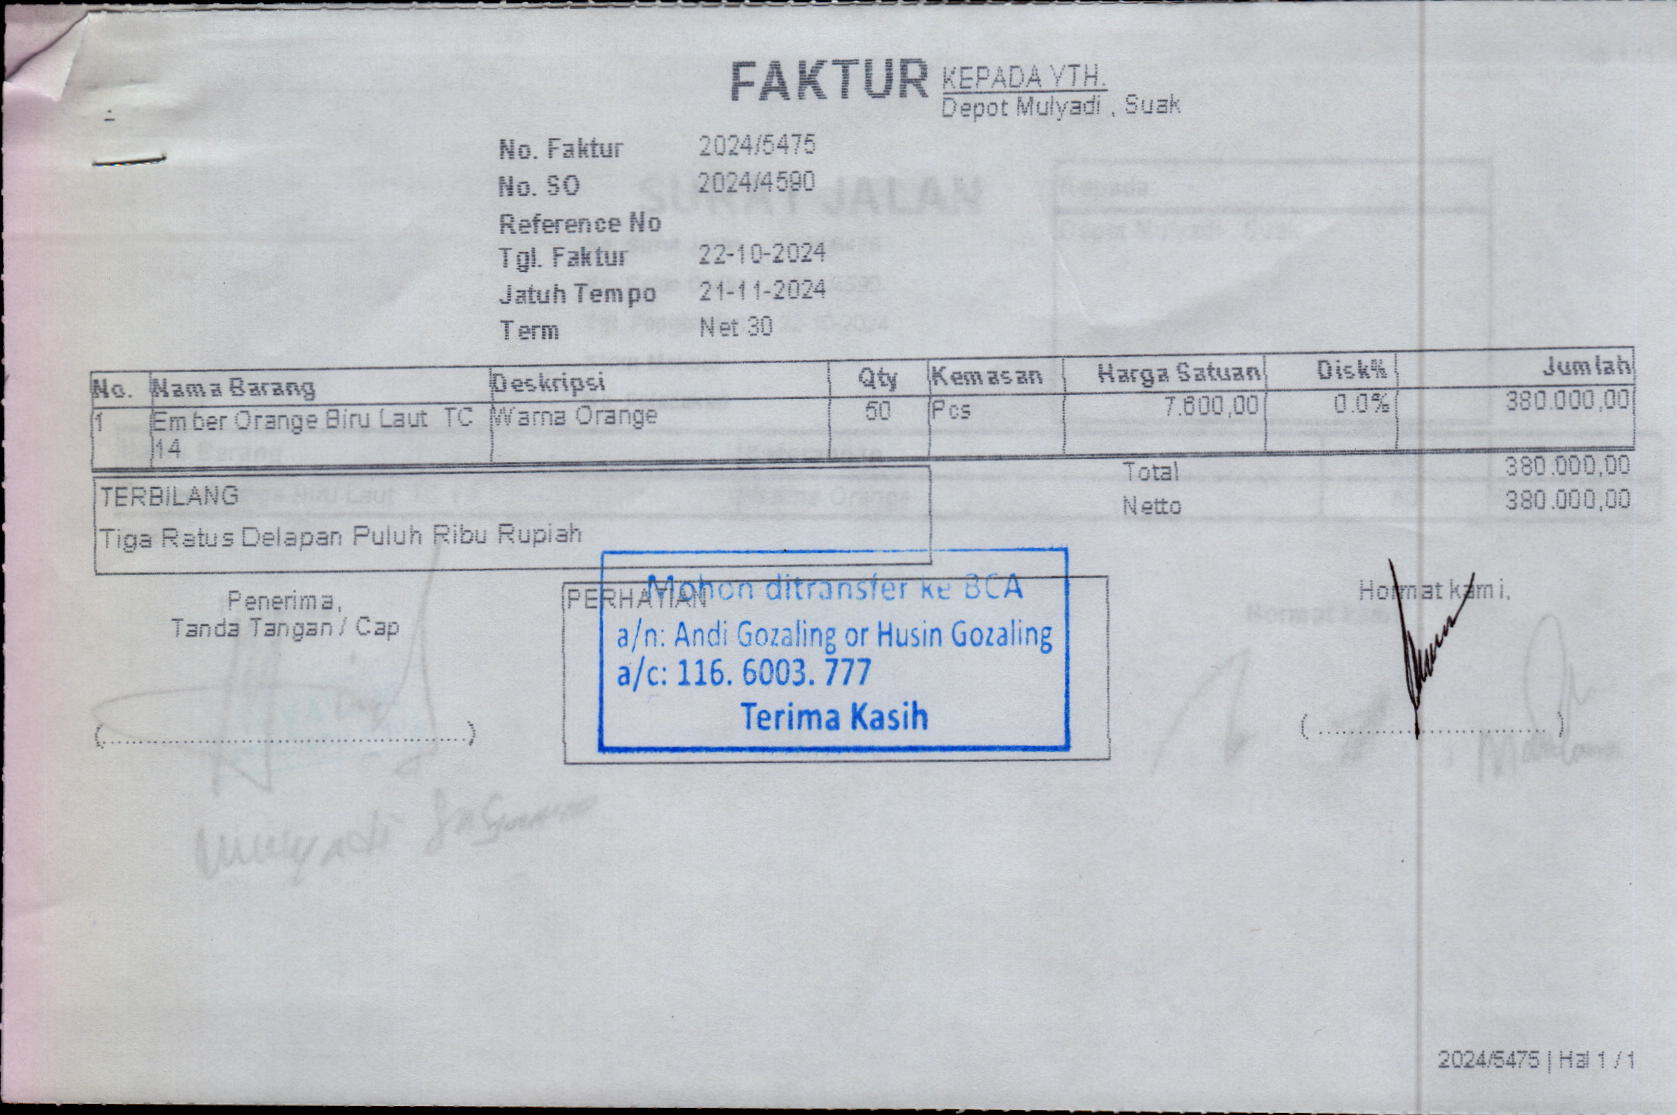 FAKTUR
KEPADA YTH.
Depot Mulyadi , Suak
No. Faktur 2024/5475
No. SO 2024/4590
Reference No
Tgl. Faktur 22-10-2024
Jatuh Tempo 21-11-2024
Term Net 30
No. Nama Barang Deskripsi Qty Kemasan Harga Satuan Disk% Jumlah
1 Ember Orange Biru Laut TC Warna Orange 50 Pcs 7.600,00 0.0% 380.000,00
14
Total 380.000,00
Netto 380.000,00
TERBILANG
Tiga Ratus Delapan Puluh Ribu Rupiah
Penerima,
Tanda Tangan / Cap
(..........................................................)
PERHATIAN
Mohon ditransfer ke BCA
a/n: Andi Gozaling or Husin Gozaling
a/c: 116. 6003. 777
Terima Kasih
Hormat kami,
(........................................)
SURAT JALAN
Kepada
2024/5475 | Hal 1 / 1